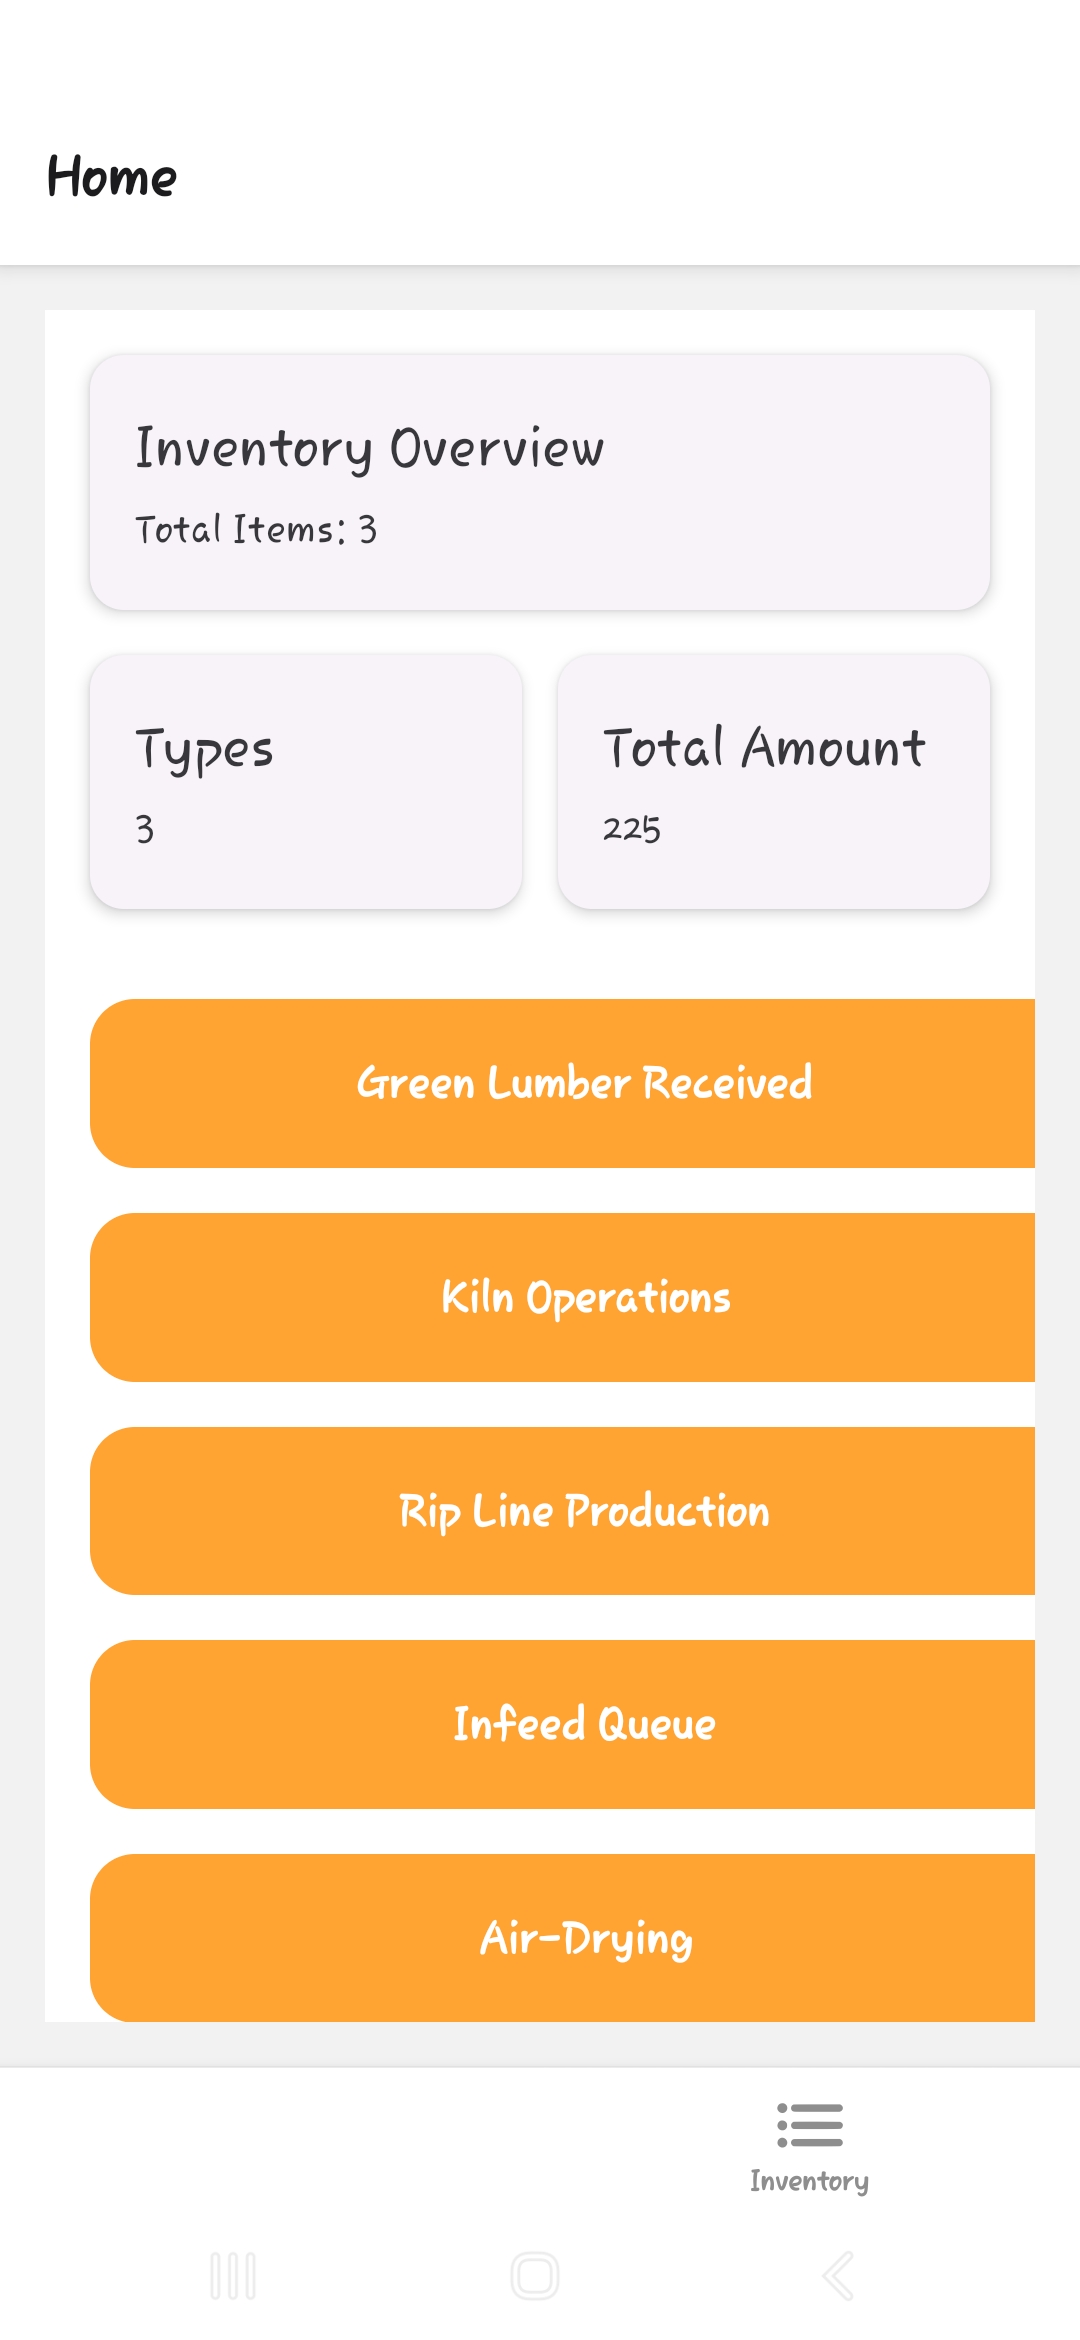 Home
Inventory Overview
Total Items: 3
Types
3
Total Amount
225
Green Lumber Received
Kiln Operations
Rip Line Production
Infeed Queue
Air-Drying
Inventory